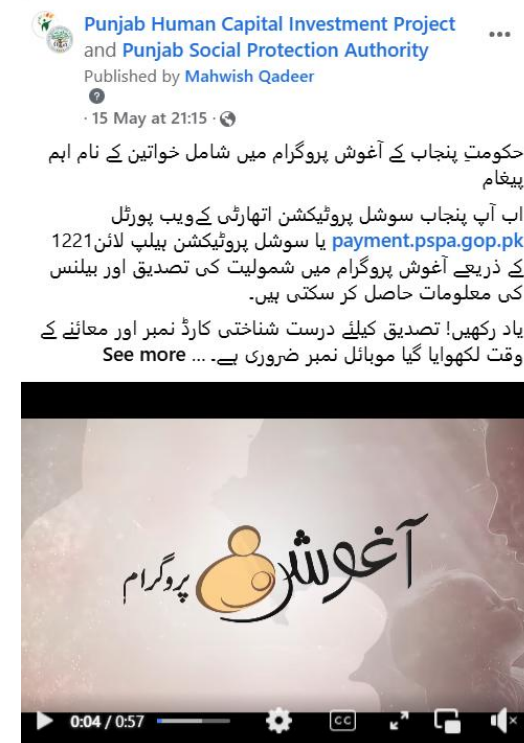 Punjab Human Capital Investment Project
and Punjab Social Protection Authority
Published by Mahwish Qadeer
· 15 May at 21:15 ·
حکومتِ پنجاب کے آغوش پروگرام میں شامل خواتین کے نام اہم
پیغام
اب آپ پنجاب سوشل پروٹیکشن اتھارٹی کےویب پورٹل
payment.pspa.gop.pk یا سوشل پروٹیکشن ہیلپ لائن1221
کے ذریعے آغوش پروگرام میں شمولیت کی تصدیق اور بیلنس
کی معلومات حاصل کر سکتی ہیں۔
یاد رکھیں! تصدیق کیلئے درست شناختی کارڈ نمبر اور معائنے کے
وقت لکھوایا گیا موبائل نمبر ضروری ہے۔ ... See more
آغوش پروگرام
0:04 / 0:57
CC